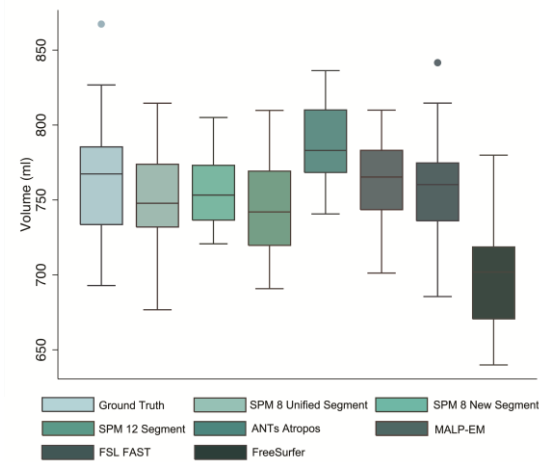 850
800
750
700
650
Volume (ml)
Ground Truth SPM 8 Unified Segment SPM 8 New Segment
SPM 12 Segment ANTs Atropos MALP-EM
FSL FAST FreeSurfer